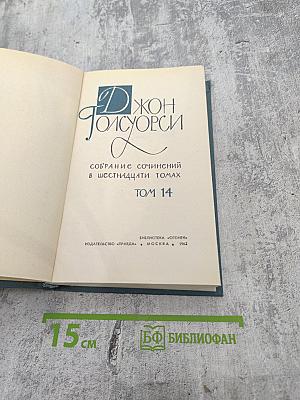 Джон
Голсуорси
СОБРАНИЕ СОЧИНЕНИЙ
В ШЕСТНАДЦАТИ ТОМАХ
ТОМ 14
БИБЛИОТЕКА «ОГОНЕК»
ИЗДАТЕЛЬСТВО «ПРАВДА» • МОСКВА • 1962
15 см
БФ БИБЛИОФАН